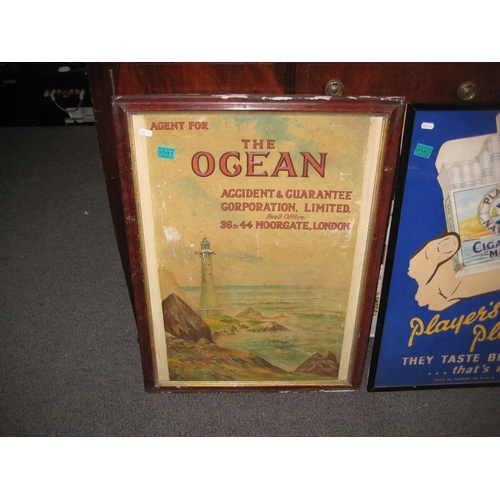 AGENT FOR
THE
OCEAN
ACCIDENT & GUARANTEE
CORPORATION, LIMITED.
Head Office
36 to 44 MOORGATE, LONDON.
Player's
THEY TASTE
...that's